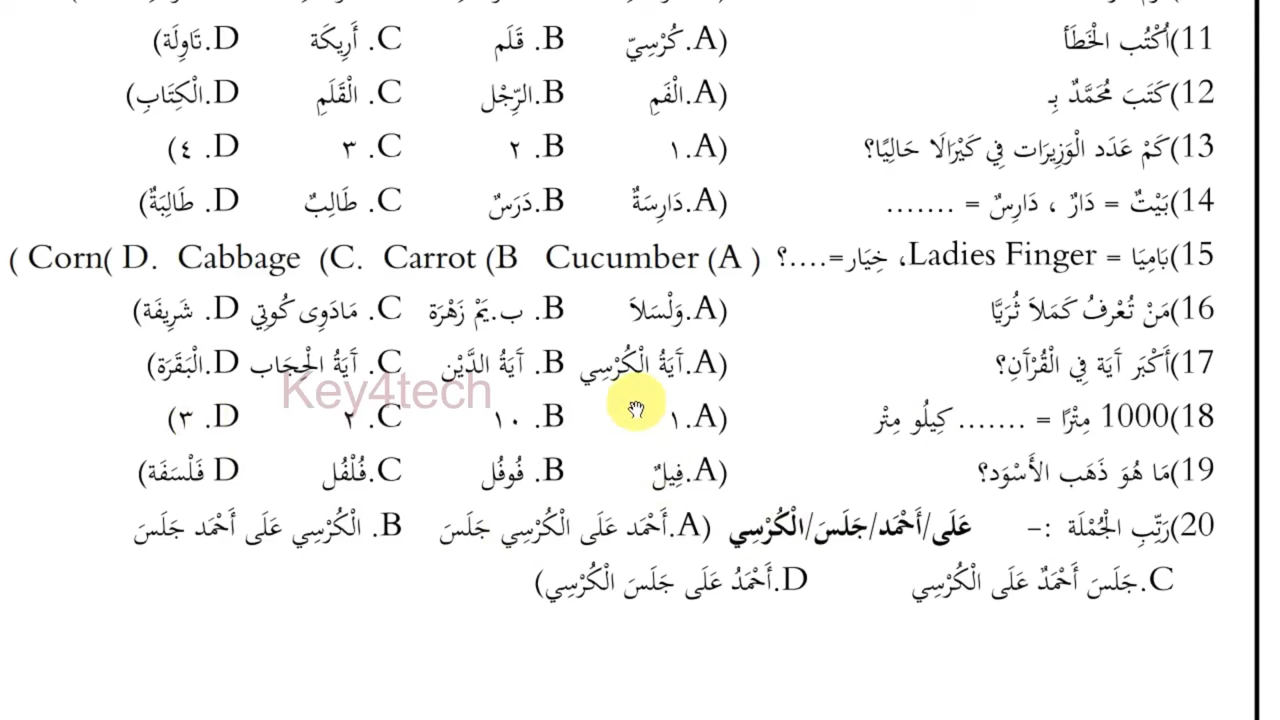 11)اُكْتُب الْخَطَأ (A.كُرْسِيّ B. قَلَم C. أَرِيكَة D.تَاوِلَة)
12)كَتَبَ مُحَمَّدٌ بِـ (A.الْفَمِ B.الرِّجْل C. الْقَلَمِ D.الْكِتَابِ)
13)كَمْ عَدَد الْوَزِيرَات فِي كَيْرَالَا حَالِيًا؟ (A.١ B. ٢ C. ٣ D. ٤)
14)بَيْتٌ = دَارٌ ، دَارِسٌ = ....... (A.دَارِسَةٌ B.دَرَسٌ C. طَالِبٌ D. طَالِبَةٌ)
15)بَامِيَا = Ladies Finger، خِيَار=....؟ ( A) Cucumber B) Carrot .C) Cabbage .D )Corn )
16)مَنْ تُعْرفُ كَمَلاَ ثُرَيَّا (A.وَلْسَلاَ B. ب.يَمْ زَهْرَة C. مَادَوِى كُوتِي D. شَرِيفَة)
17)أَكْبَر آيَة فِي الْقُرْآنِ؟ (A.آيَةُ الْكُرْسِي B. آيَةُ الدَّيْن C. آيَةُ الْحِجَاب D.الْبَقَرَة)
Key4tech
18)1000 مِتْرًا = ....... كِيلُو مِتْر (A.١ B. ١٠ C. ٢ D. ٣)
19)مَا هُوَ ذَهَب الأَسْوَد؟ (A.فِيلٌ B. فُوفُل C.فُلْفُل D فَلْسَفَة)
20)رَتِّبِ الْجُمْلَة :- عَلَى/أَحْمَد/جَلَسَ/الْكُرْسِي (A.أَحْمَد عَلَى الْكُرْسِي جَلَسَ B. الْكُرْسِي عَلَى أَحْمَد جَلَسَ
C.جَلَسَ أَحْمَدٌ عَلَى الْكُرْسِي D.أَحْمَدُ عَلَى جَلَسَ الْكُرْسِي)